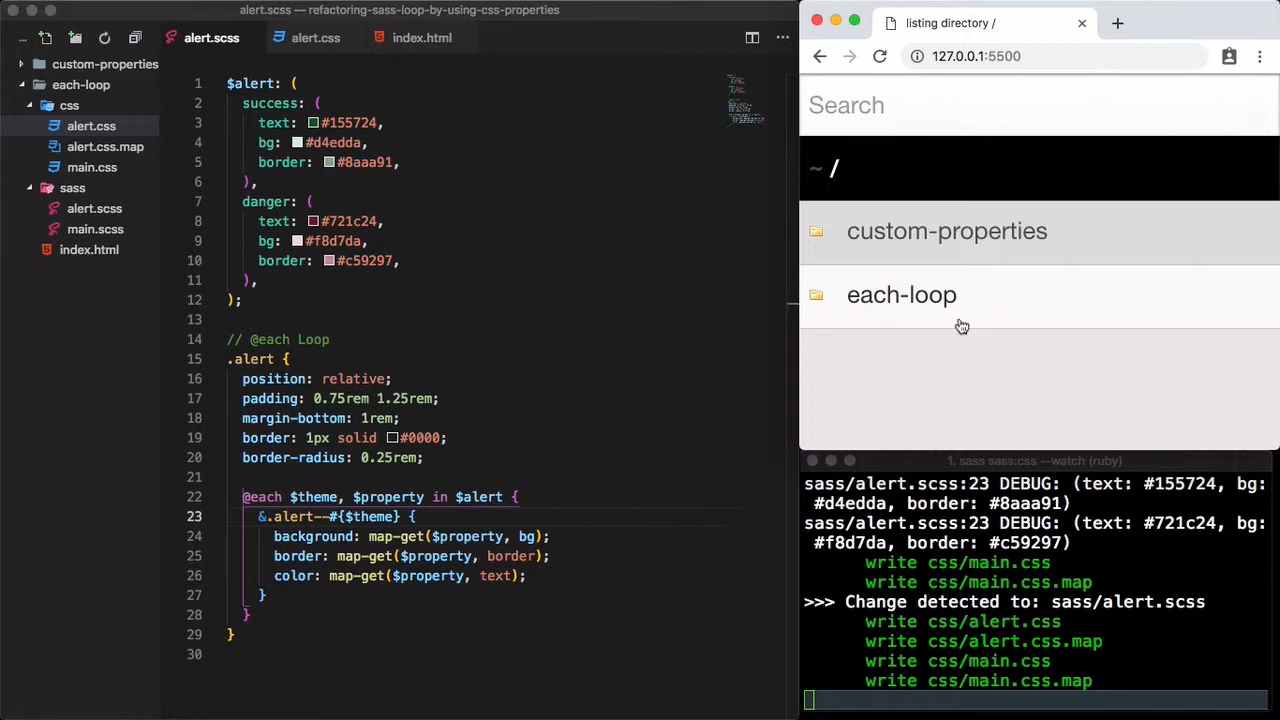 alert.scss — refactoring-sass-loop-by-using-css-properties
...
alert.scss
alert.css
index.html
...
custom-properties
each-loop
css
alert.css
alert.css.map
main.css
sass
alert.scss
main.scss
index.html
1 $alert: (
2 success: (
3 text: #155724,
4 bg: #d4edda,
5 border: #8aaa91,
6 ),
7 danger: (
8 text: #721c24,
9 bg: #f8d7da,
10 border: #c59297,
11 ),
12 );
13
14 // @each Loop
15 .alert {
16 position: relative;
17 padding: 0.75rem 1.25rem;
18 margin-bottom: 1rem;
19 border: 1px solid #0000;
20 border-radius: 0.25rem;
21
22 @each $theme, $property in $alert {
23 &.alert--#{$theme} {
24 background: map-get($property, bg);
25 border: map-get($property, border);
26 color: map-get($property, text);
27 }
28 }
29 }
30
listing directory /
127.0.0.1:5500
Search
~ /
custom-properties
each-loop
1. sass sass:css --watch (ruby)
sass/alert.scss:23 DEBUG: (text: #155724, bg:
#d4edda, border: #8aaa91)
sass/alert.scss:23 DEBUG: (text: #721c24, bg:
#f8d7da, border: #c59297)
write css/main.css
write css/main.css.map
>>> Change detected to: sass/alert.scss
write css/alert.css
write css/alert.css.map
write css/main.css
write css/main.css.map